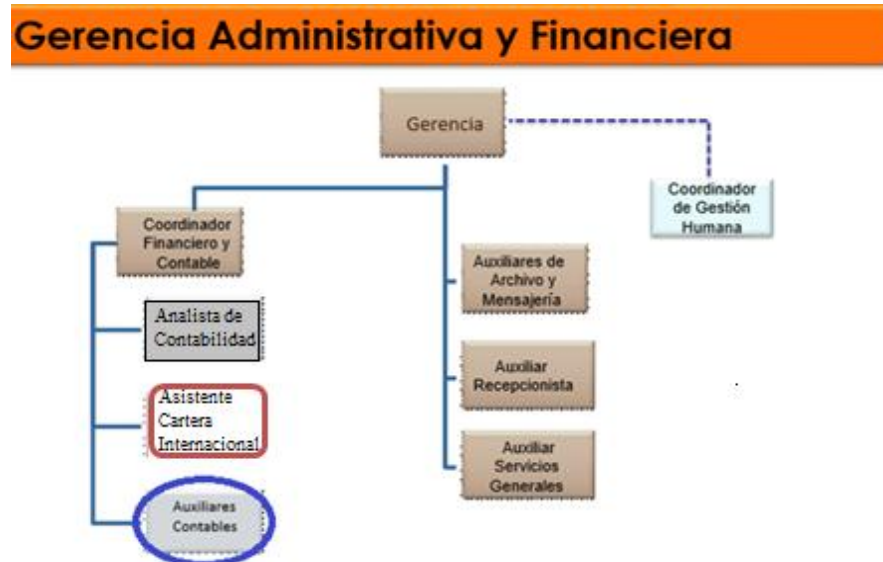 Gerencia Administrativa y Financiera
Gerencia
Coordinador
de Gestión
Humana
Coordinador
Financiero y
Contable
Analista de
Contabilidad
Asistente
Cartera
Internacional
Auxiliares
Contables
Auxiliares de
Archivo y
Mensajería
Auxiliar
Recepcionista
Auxiliar
Servicios
Generales